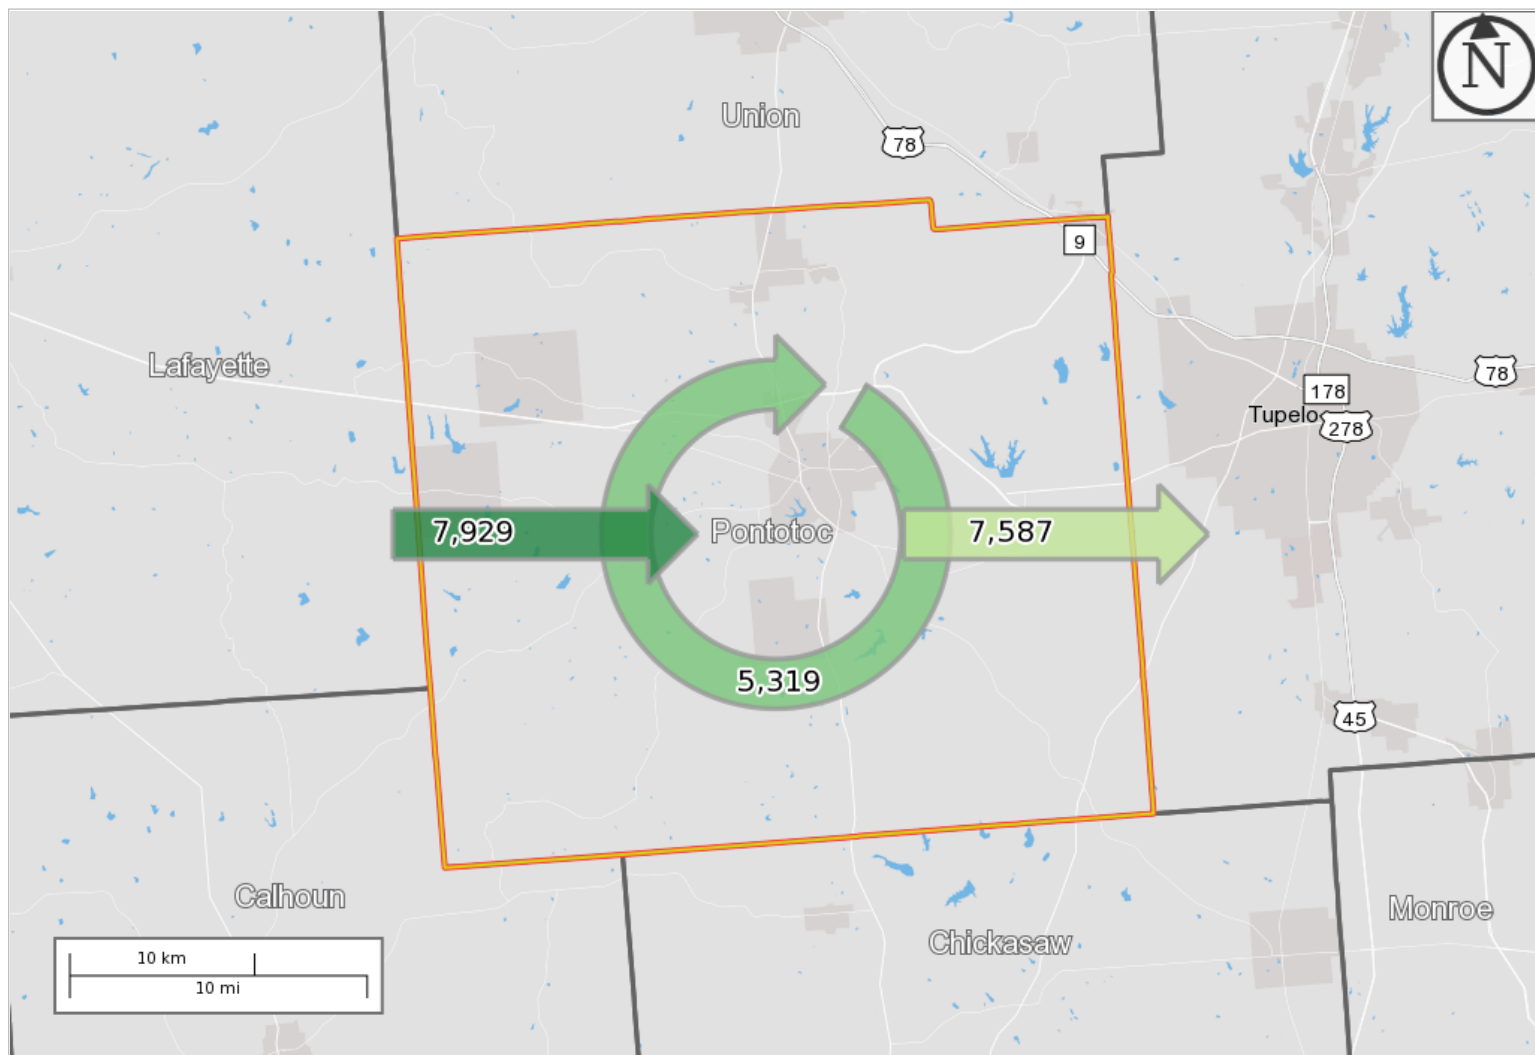 N
Union
78
9
Lafayette
78
178
Tupelo
278
7,929
Pontotoc
7,587
5,319
45
Calhoun
Monroe
Chickasaw
10 km
10 mi